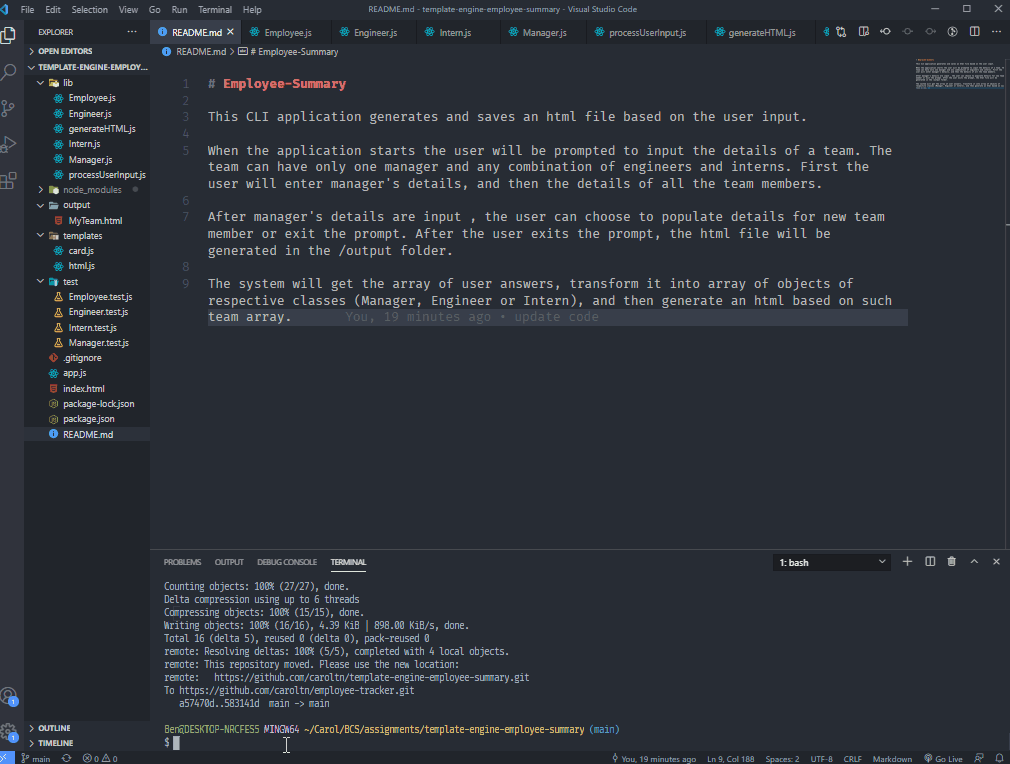 File Edit Selection View Go Run Terminal Help README.md - template-engine-employee-summary - Visual Studio Code
EXPLORER ···
README.md × Employee.js Engineer.js Intern.js Manager.js processUserInput.js generateHTML.js
OPEN EDITORS
TEMPLATE-ENGINE-EMPLOY...
lib
Employee.js
Engineer.js
generateHTML.js
Intern.js
Manager.js
processUserInput.js
node_modules
output
MyTeam.html
templates
card.js
html.js
test
Employee.test.js
Engineer.test.js
Intern.test.js
Manager.test.js
.gitignore
app.js
index.html
package-lock.json
package.json
README.md
OUTLINE
TIMELINE
README.md > # Employee-Summary
1 # Employee-Summary
2
3 This CLI application generates and saves an html file based on the user input.
4
5 When the application starts the user will be prompted to input the details of a team. The
team can have only one manager and any combination of engineers and interns. First the
user will enter manager's details, and then the details of all the team members.
6
7 After manager's details are input , the user can choose to populate details for new team
member or exit the prompt. After the user exits the prompt, the html file will be
generated in the /output folder.
8
9 The system will get the array of user answers, transform it into array of objects of
respective classes (Manager, Engineer or Intern), and then generate an html based on such
team array. You, 19 minutes ago • update code
PROBLEMS OUTPUT DEBUG CONSOLE TERMINAL 1: bash
Counting objects: 100% (27/27), done.
Delta compression using up to 6 threads
Compressing objects: 100% (15/15), done.
Writing objects: 100% (16/16), 4.39 KiB | 898.00 KiB/s, done.
Total 16 (delta 5), reused 0 (delta 0), pack-reused 0
remote: Resolving deltas: 100% (5/5), completed with 4 local objects.
remote: This repository moved. Please use the new location:
remote:   https://github.com/caroltn/template-engine-employee-summary.git
To https://github.com/caroltn/employee-tracker.git
a57470d..583141d  main -> main
Ben@DESKTOP-NRCFES5 MINGW64 ~/Carol/BCS/assignments/template-engine-employee-summary (main)
$
1
1
main 0 0 You, 19 minutes ago Ln 9, Col 188 Spaces: 2 UTF-8 CRLF Markdown Go Live